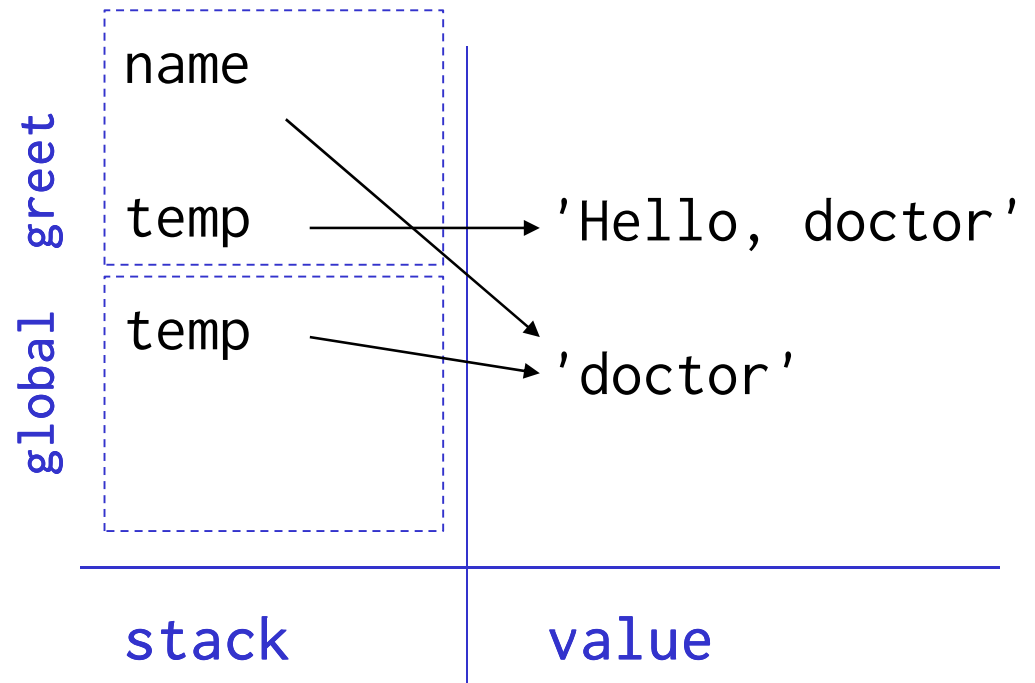 greet
name
temp
'Hello, doctor'
global
temp
'doctor'
stack
value